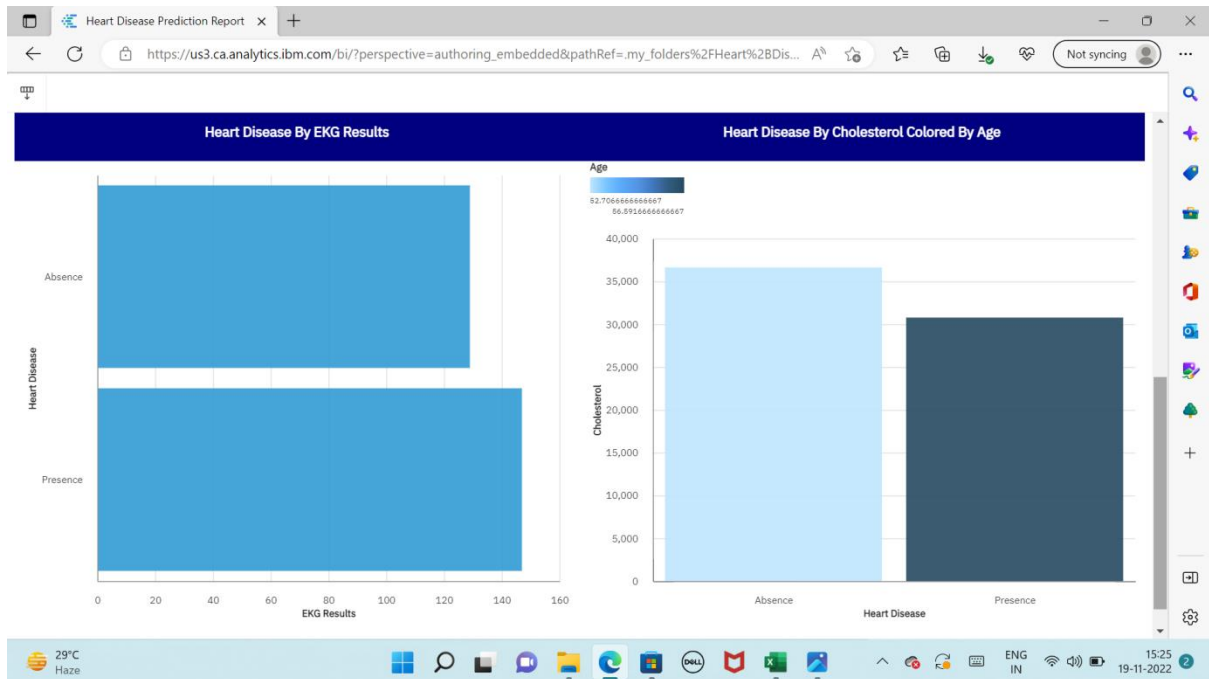 Heart Disease Prediction Report
https://us3.ca.analytics.ibm.com/bi/?perspective=authoring_embedded&pathRef=.my_folders%2FHeart%2BDis...
Not syncing
Heart Disease By EKG Results
Heart Disease By Cholesterol Colored By Age
Absence
Presence
Heart Disease
0 20 40 60 80 100 120 140 160
EKG Results
Age
52.7066666666667
56.5916666666667
40,000
35,000
30,000
25,000
20,000
15,000
10,000
5,000
0
Cholesterol
Absence Presence
Heart Disease
29°C
Haze
DELL
ENG
IN
15:25
19-11-2022
2